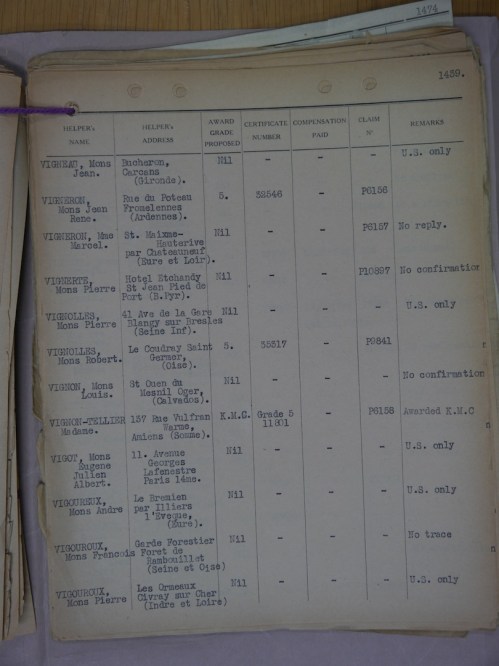 1474
1489.
HELPER's NAME HELPER's ADDRESS AWARD GRADE PROPOSED CERTIFICATE NUMBER COMPENSATION PAID CLAIM Nº REMARKS
VIGHEAU, Mons Bucheron, Nil - - - U.S. only
Jean. Carcans
(Gironde).
VIGNERON, Rue du Poteau 5. 32546 - P6156
Mons Jean Fromelennes
Rene. (Ardennes).
VIGNERON, Mme St. Maixme- Nil - - P6157 No reply.
Marcel. Hauterive
par Chateauneuf
(Eure et Loir).
VIGNERTE, Hotel Etchandy Nil - - P10897 No confirmation
Mons Pierre St Jean Pied de
Port (B.Pyr).
VIGNOLLES, 41 Ave de la Gare Nil - - - U.S. only
Mons Pierre Blangy sur Bresles
(Seine Inf).
VIGNOLLES, Le Coudray Saint 5. 33517 - P9841
Mons Robert. Germer,
(Oise).
VIGNON, Mons St Ouen du Nil - - - No confirmation
Louis. Mesnil Oger,
(Calvados).
VIGNON-TELLIER 137 Rue Vulfran K.M.C. Grade 5 - P6158 Awarded K.M.C
Madame. Warme, 11801
Amiens (Somme).
VIGOT, Mons 11. Avenue Nil - - - U.S. only
Eugene Georges
Julien Lafenestre
Albert. Paris 14me.
VIGOUREUX, Le Bremien Nil - - - U.S. only
Mons Andre par Illiers
l'Eveque,
(Eure).
VIGOUROUX, Garde Forestier Nil - - - No trace
Mons Francois Foret de
Rambouillet
(Seine et Oise)
VIGOUROUX, Les Ormeaux Nil - - - U.S. only
Mons Pierre Civray sur Cher
(Indre et Loire)